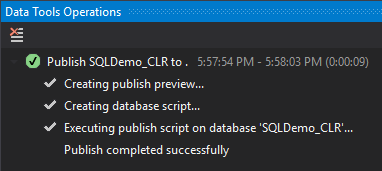 Data Tools Operations
Publish SQLDemo_CLR to . 5:57:54 PM - 5:58:03 PM (0:00:09)
Creating publish preview...
Creating database script...
Executing publish script on database 'SQLDemo_CLR'...
Publish completed successfully